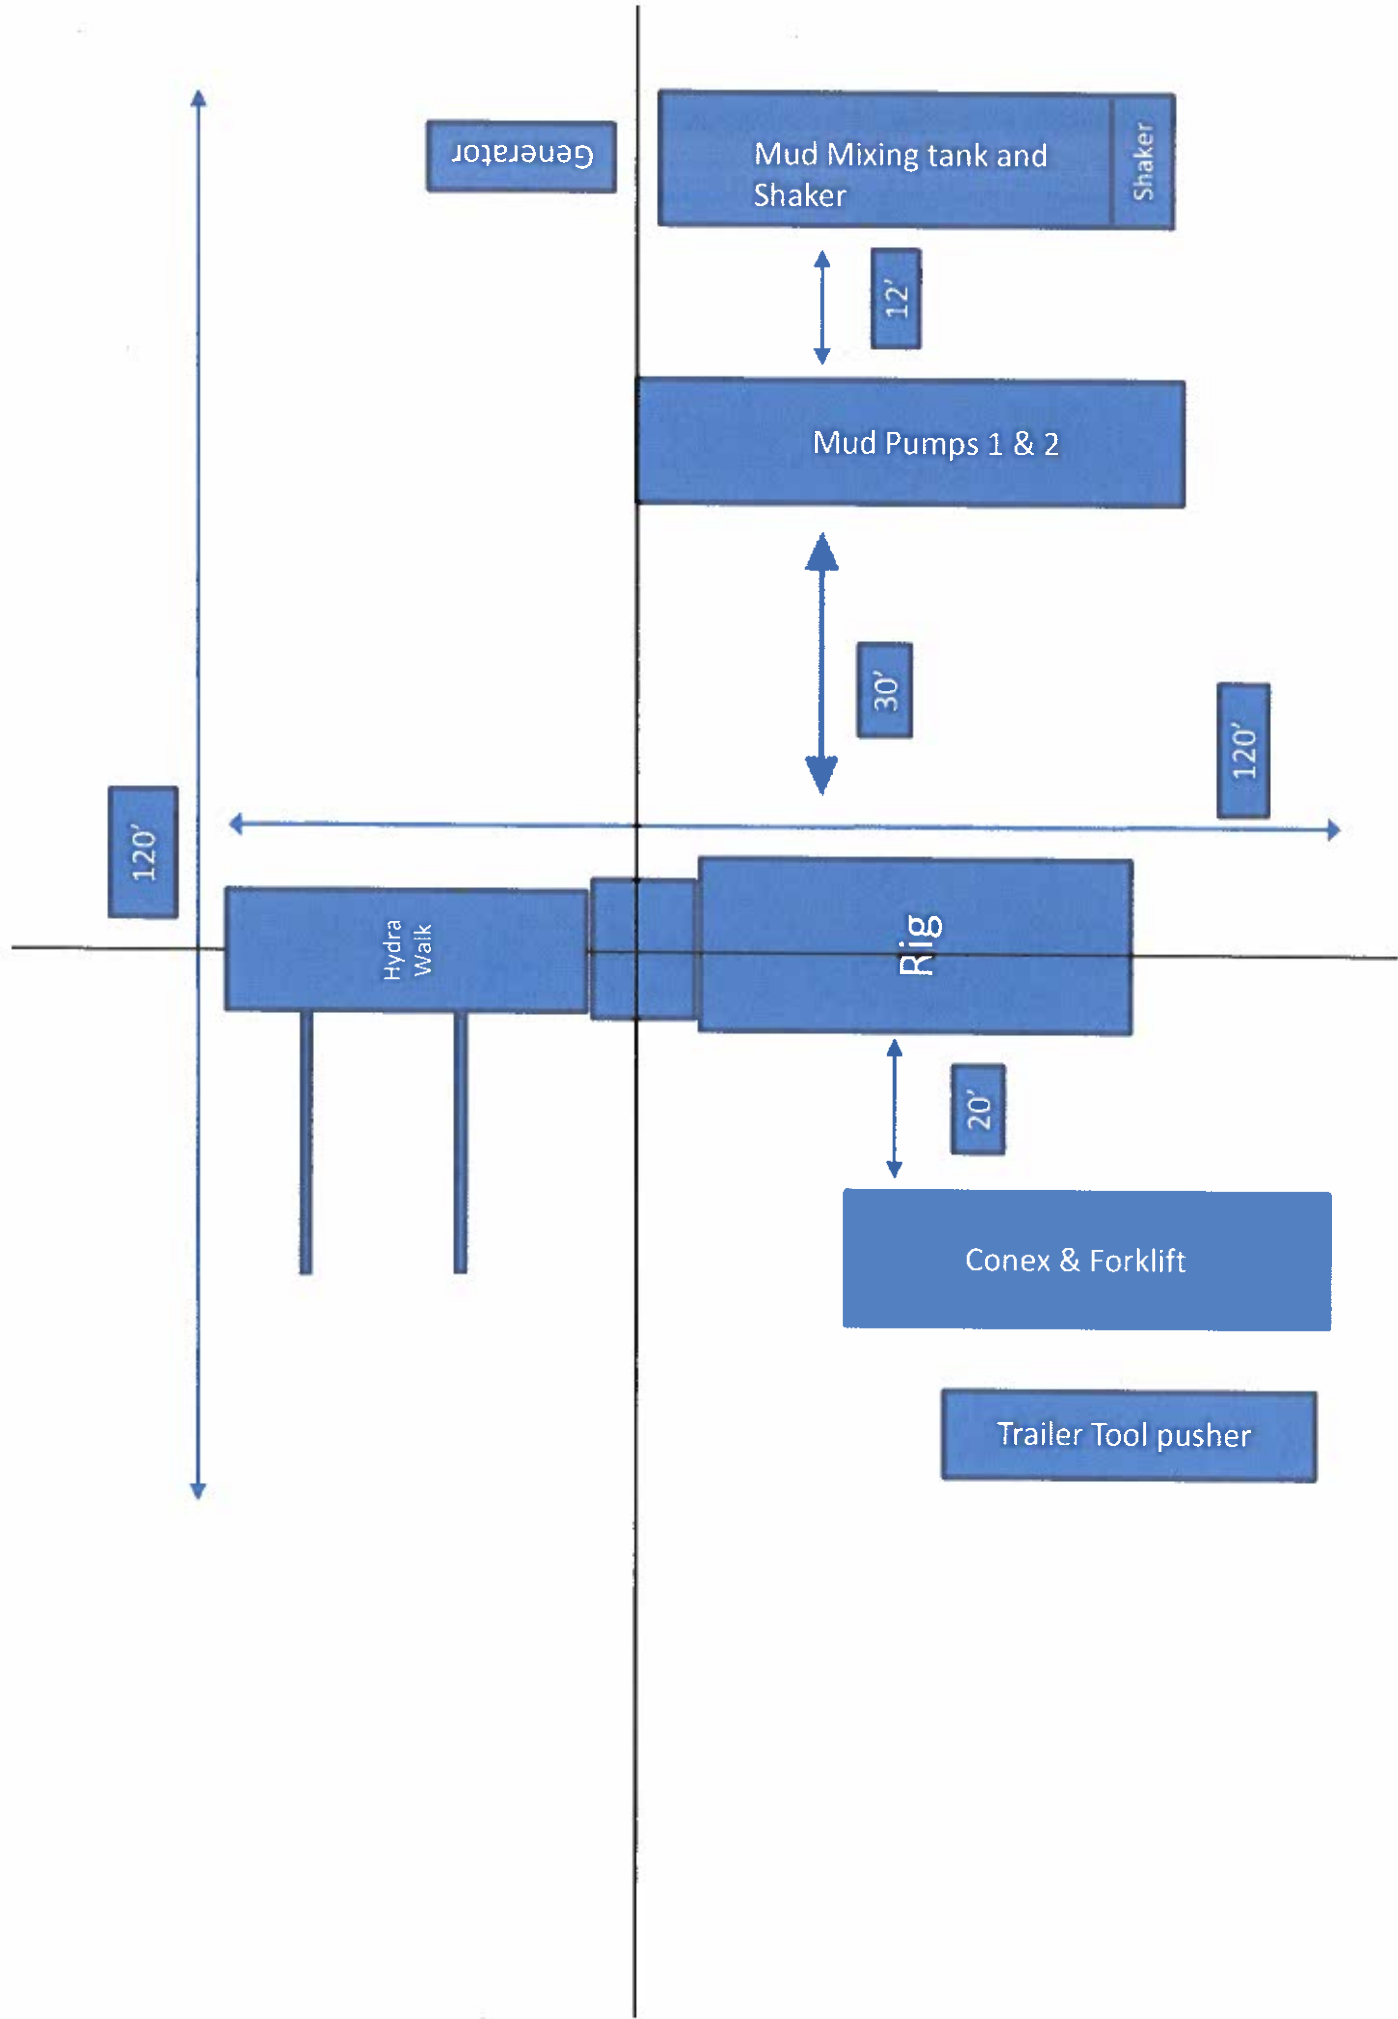 Generator
Mud Mixing tank and
Shaker
Shaker
12'
Mud Pumps 1 & 2
30'
120'
120'
Hydra
Walk
Rig
20'
Conex & Forklift
Trailer Tool pusher